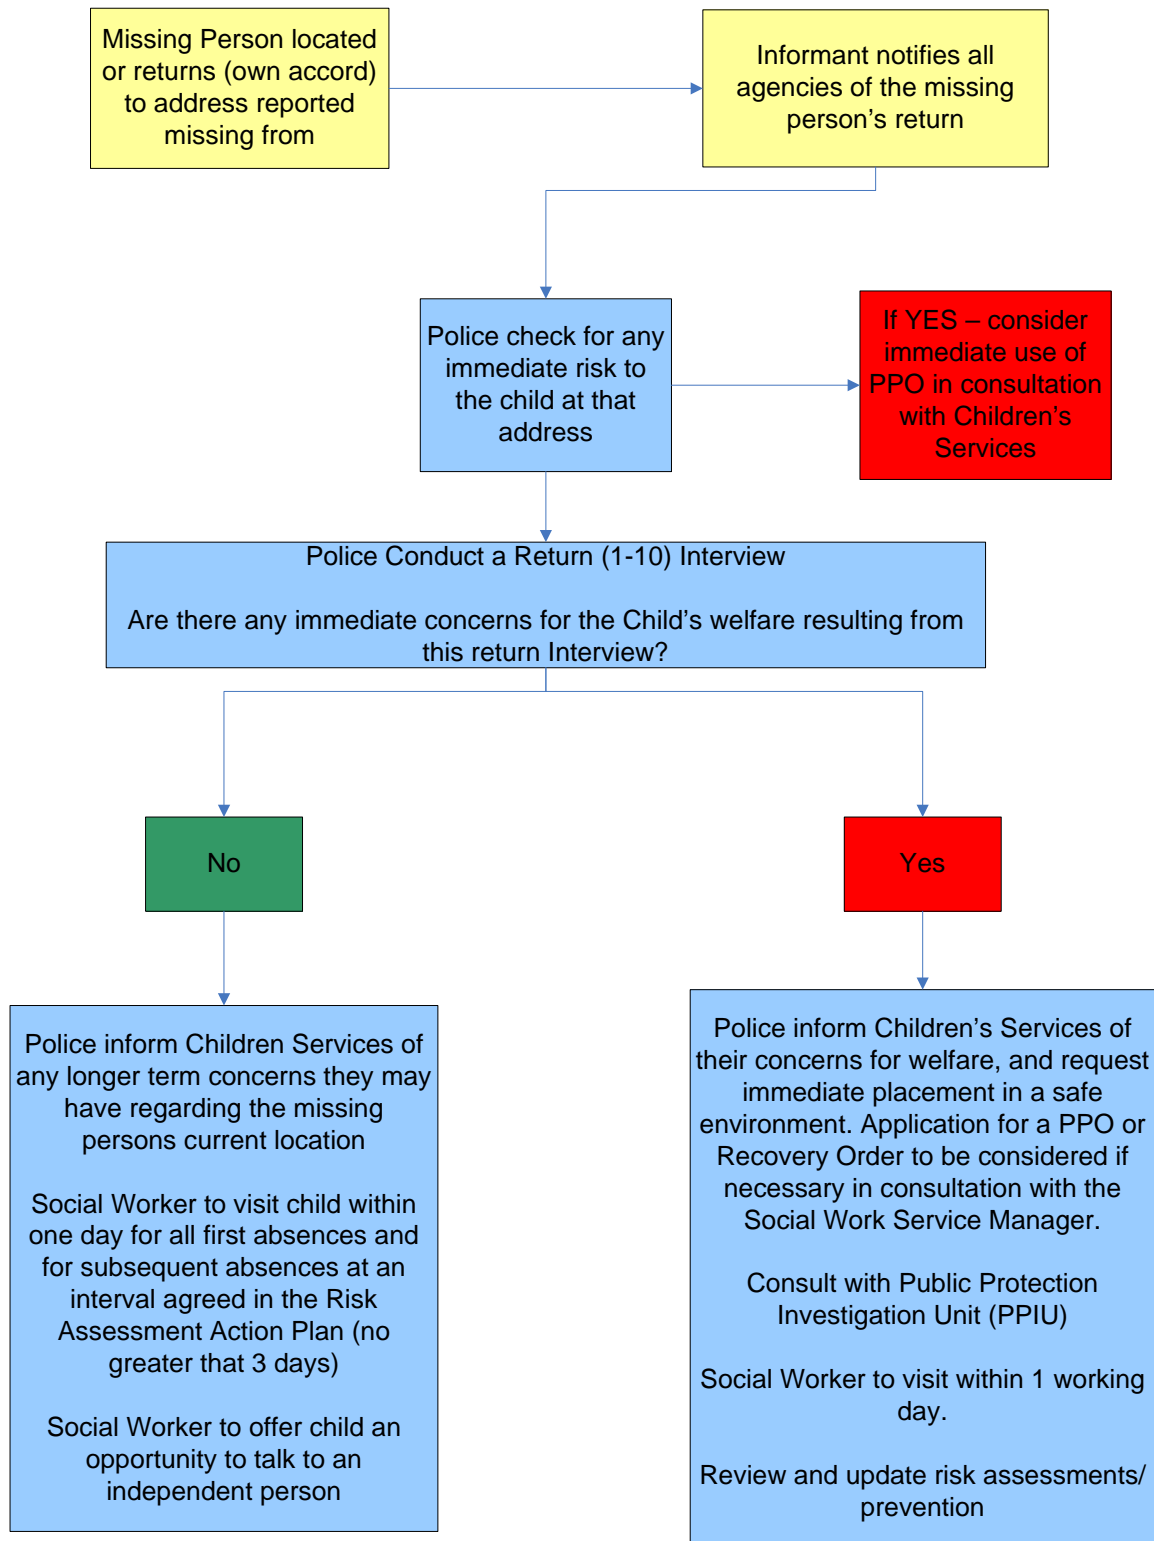 Missing Person located
or returns (own accord)
to address reported
missing from
Informant notifies all
agencies of the missing
person’s return
Police check for any
immediate risk to
the child at that
address
If YES – consider
immediate use of
PPO in consultation
with Children’s
Services
Police Conduct a Return (1-10) Interview
Are there any immediate concerns for the Child’s welfare resulting from
this return Interview?
No
Yes
Police inform Children Services of
any longer term concerns they may
have regarding the missing
persons current location
Social Worker to visit child within
one day for all first absences and
for subsequent absences at an
interval agreed in the Risk
Assessment Action Plan (no
greater that 3 days)
Social Worker to offer child an
opportunity to talk to an
independent person
Police inform Children’s Services of
their concerns for welfare, and request
immediate placement in a safe
environment. Application for a PPO or
Recovery Order to be considered if
necessary in consultation with the
Social Work Service Manager.
Consult with Public Protection
Investigation Unit (PPIU)
Social Worker to visit within 1 working
day.
Review and update risk assessments/
prevention